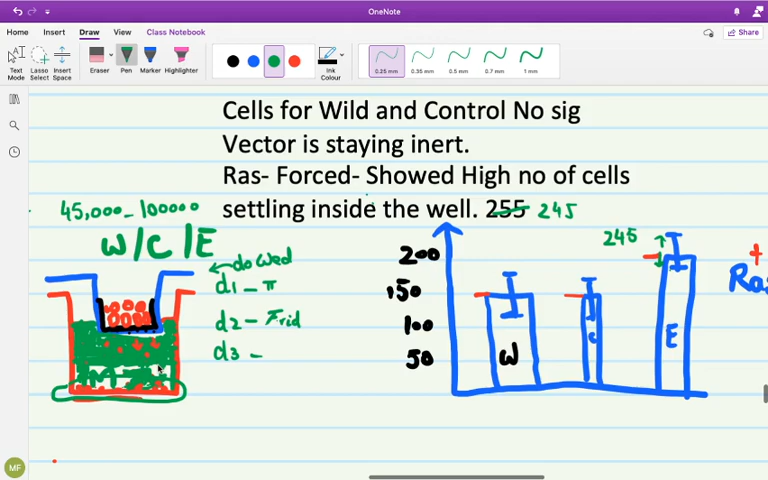 OneNote
Share
Home Insert Draw View Class Notebook
Text Mode
Lasso Select
Insert Space
Eraser
Pen
Marker
Highlighter
Ink Colour
0.25 mm
0.35 mm
0.5 mm
0.7 mm
1 mm
Cells for Wild and Control No sig
Vector is staying inert.
Ras- Forced- Showed High no of cells
settling inside the well. 255 245
45,000-100000
W/C/E
do Wed
d1 -
d2 - Frid
d3 -
200
150
100
50
W
C
245
E
+
Ra
MF